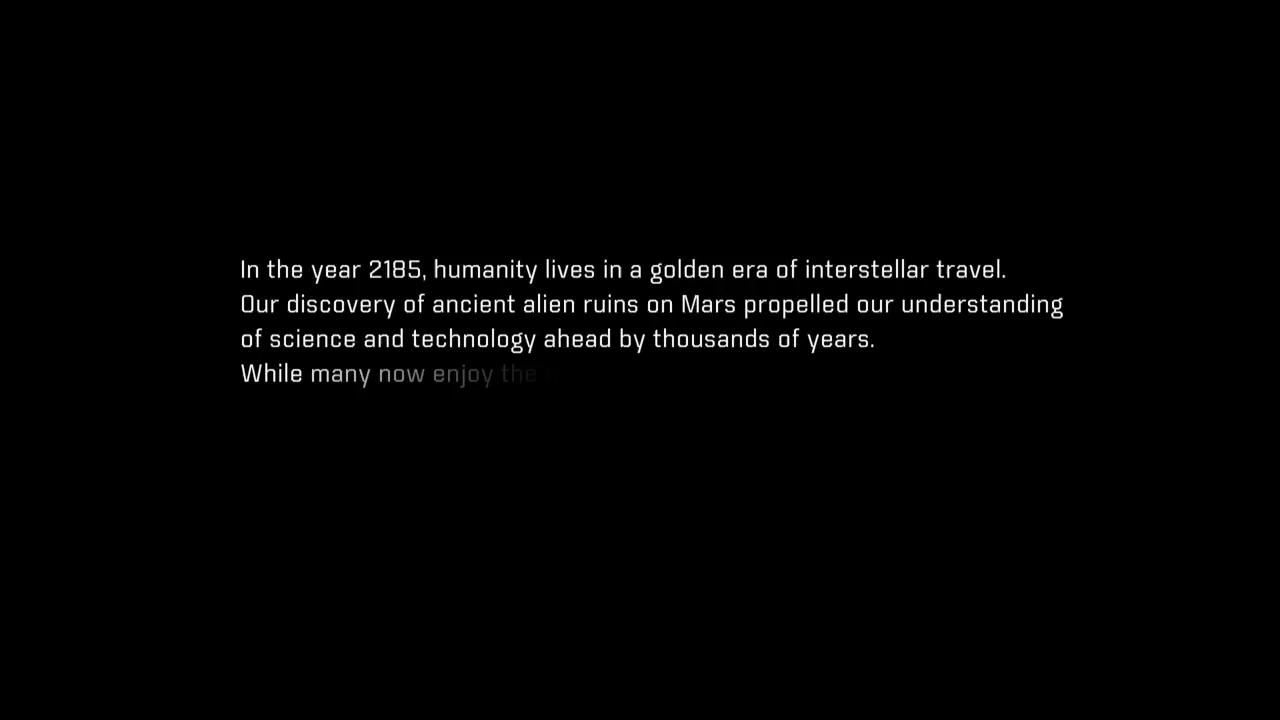 In the year 2185, humanity lives in a golden era of interstellar travel.
Our discovery of ancient alien ruins on Mars propelled our understanding
of science and technology ahead by thousands of years.
While many now enjoy the